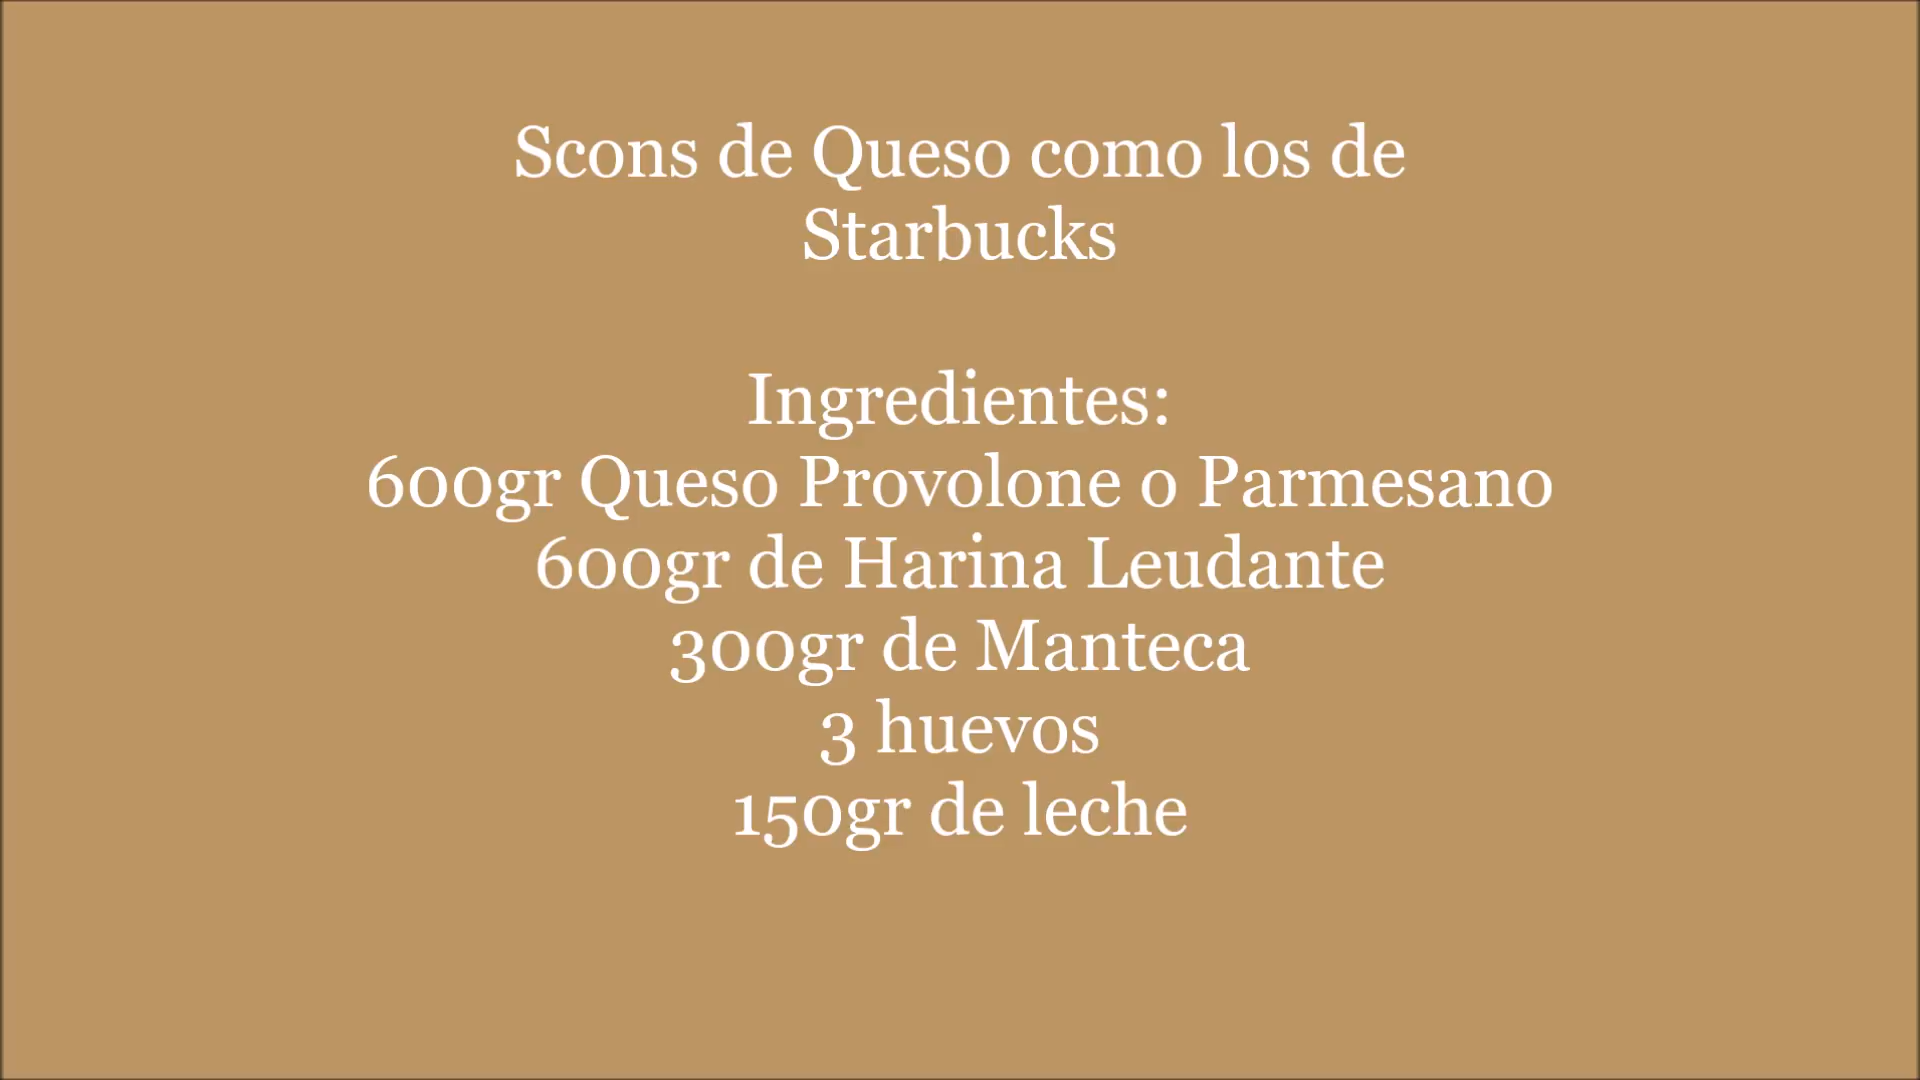 Scons de Queso como los de
Starbucks
Ingredientes:
600gr Queso Provolone o Parmesano
600gr de Harina Leudante
300gr de Manteca
3 huevos
150gr de leche